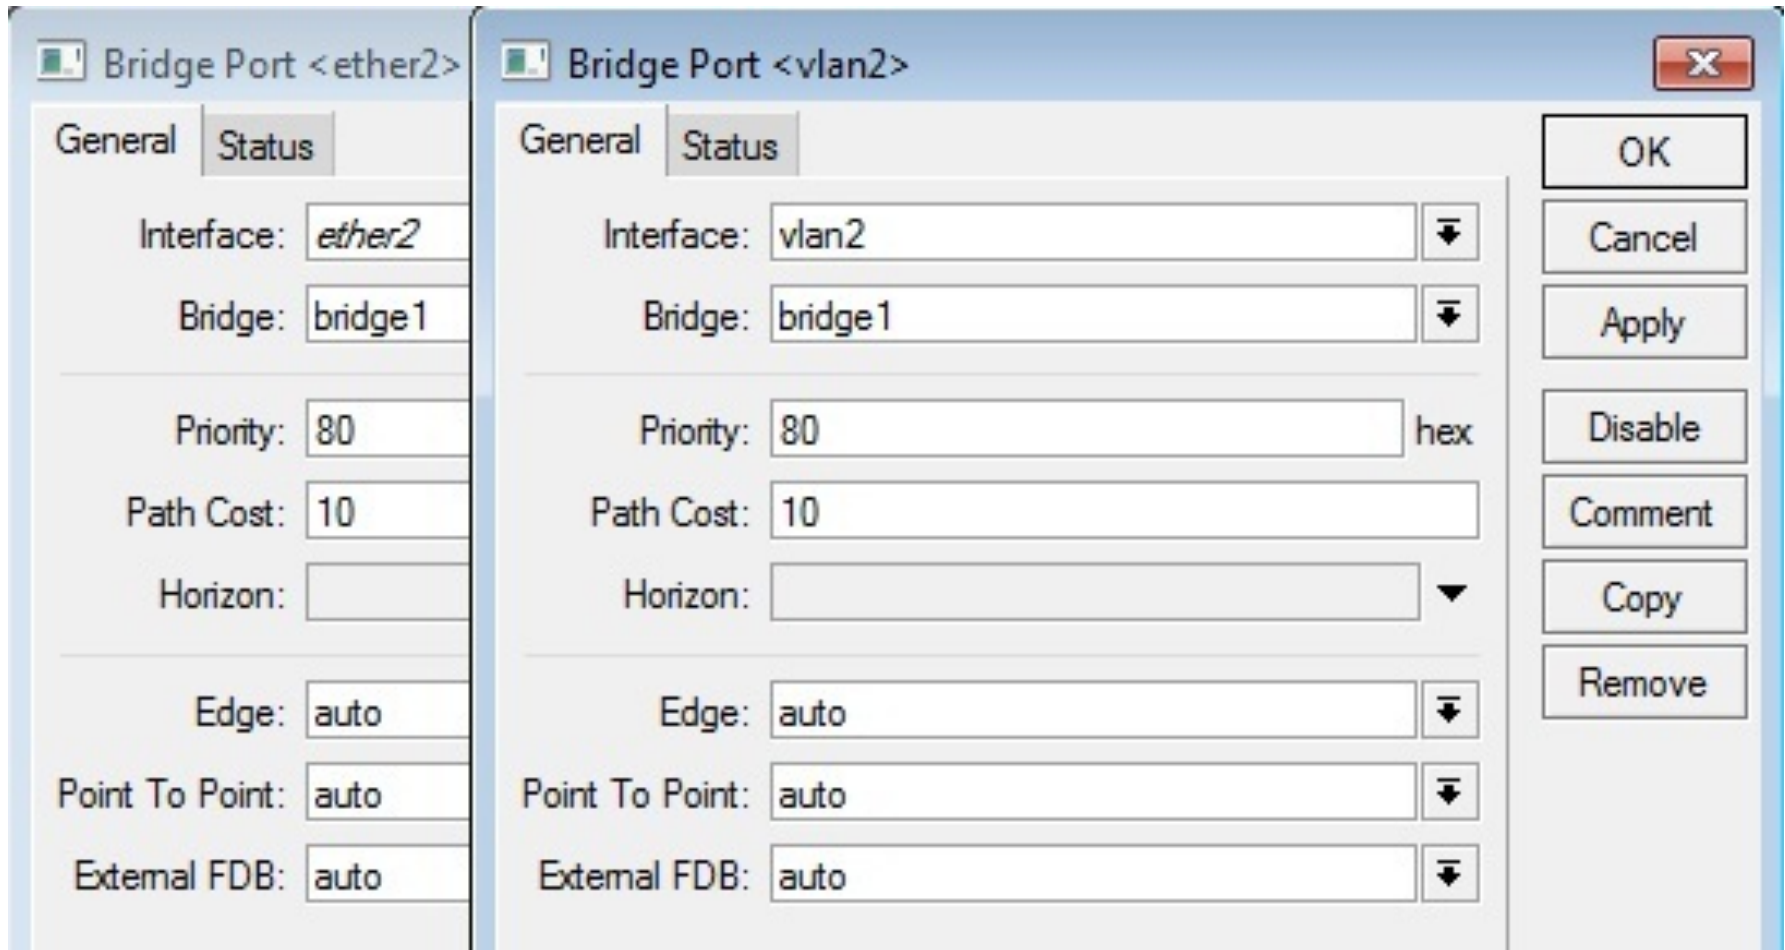 Bridge Port <ether2>
General Status
Interface: ether2
Bridge: bridge1
Priority: 80
Path Cost: 10
Horizon:
Edge: auto
Point To Point: auto
External FDB: auto
Bridge Port <vlan2>
General Status
Interface: vlan2
Bridge: bridge1
Priority: 80 hex
Path Cost: 10
Horizon:
Edge: auto
Point To Point: auto
External FDB: auto
OK
Cancel
Apply
Disable
Comment
Copy
Remove